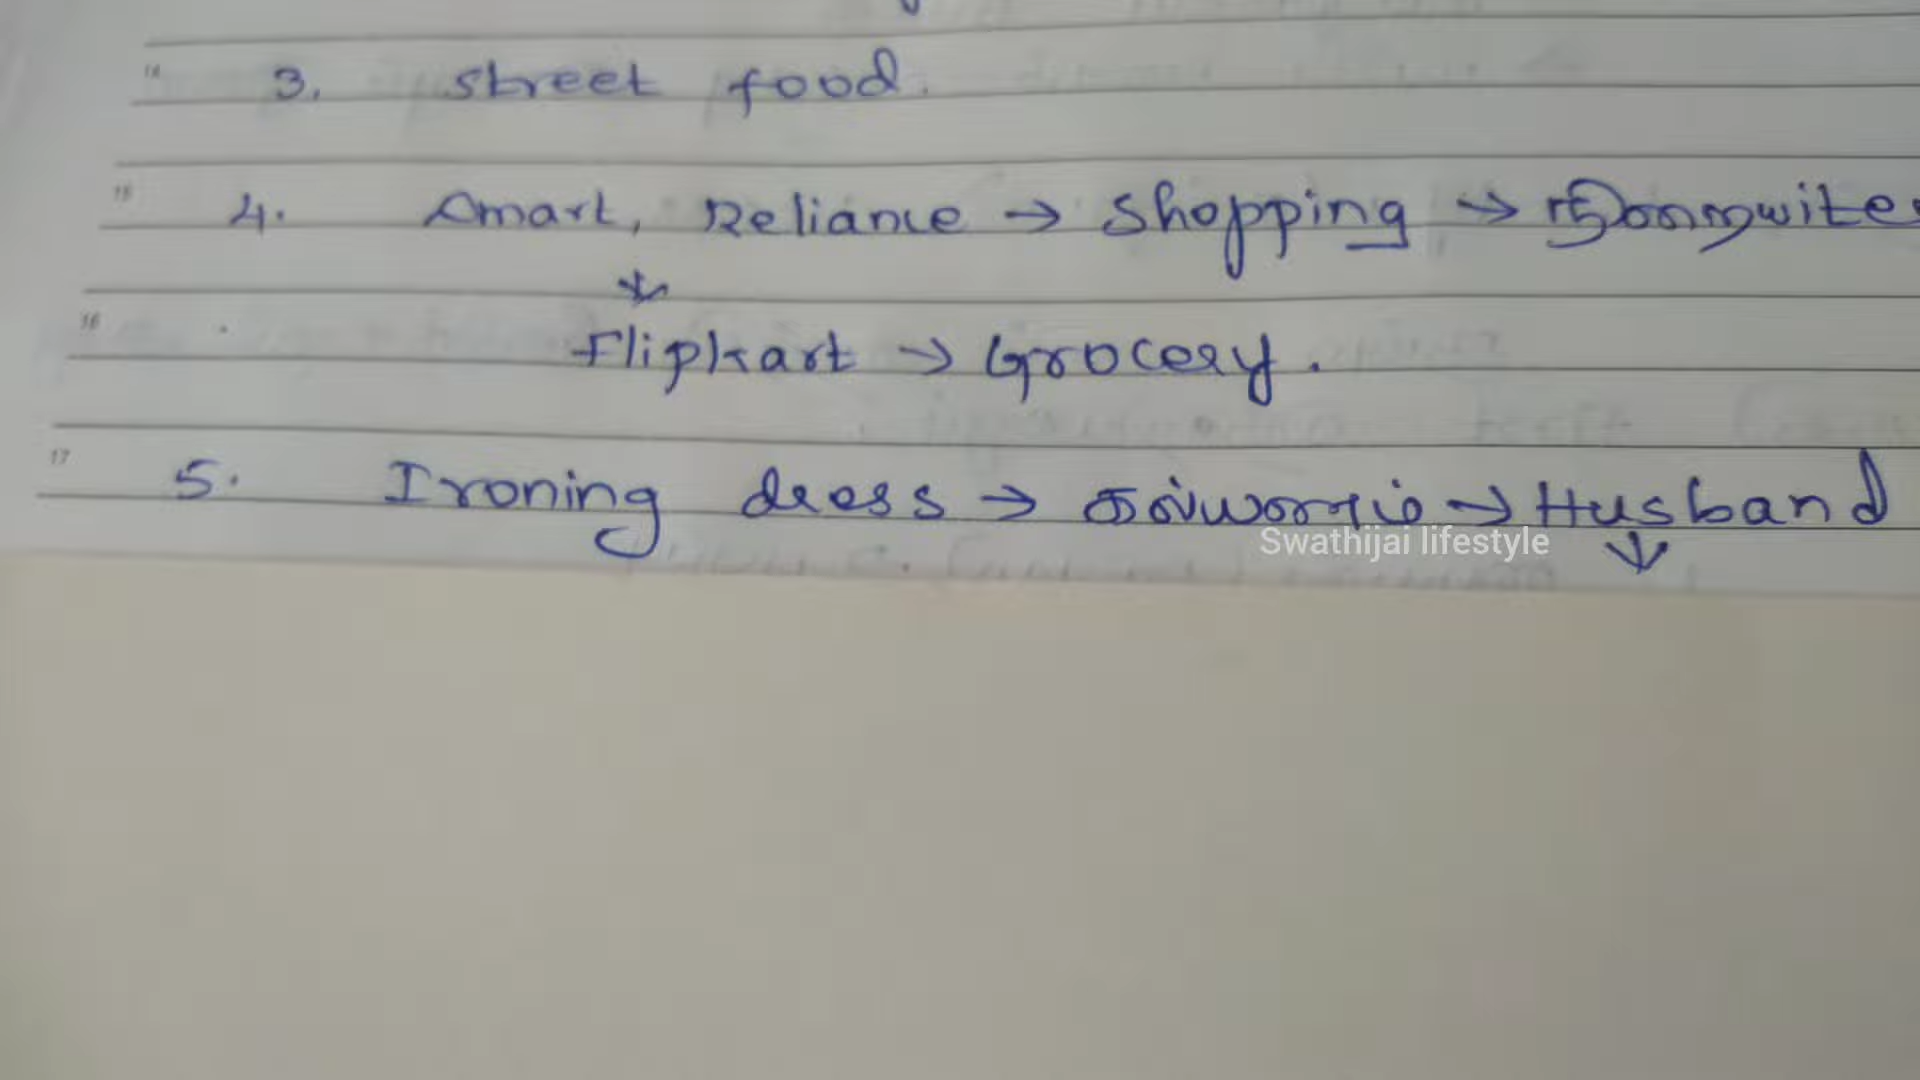 3. Street food.
4. Dmart, Reliance → Shopping →
Flipkart → Grocery.
5. Ironing dress → கல்யாணம் → Husband
Swathijai lifestyle